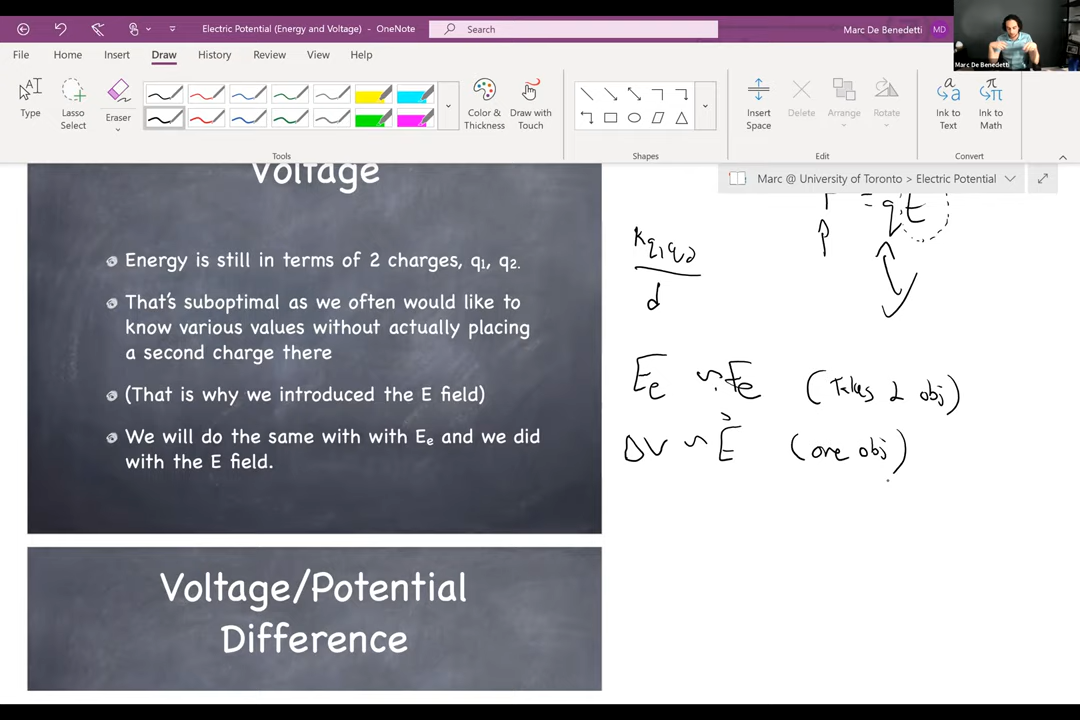 Electric Potential (Energy and Voltage) - OneNote
Search
Marc De Benedetti
MD
Marc De Benedetti
File Home Insert Draw History Review View Help
Type
Lasso Select
Eraser
Color & Thickness
Draw with Touch
Insert Space
Delete
Arrange
Rotate
Ink to Text
Ink to Math
Tools
Shapes
Edit
Convert
Marc @ University of Toronto > Electric Potential
Voltage
Energy is still in terms of 2 charges, q₁, q₂.
That's suboptimal as we often would like to
know various values without actually placing
a second charge there
(That is why we introduced the E field)
We will do the same with with Eₑ and we did
with the E field.
Voltage/Potential
Difference
= qE
kq₁q₂
d
Eₑ ~ Fₑ (Takes 2 obj)
ΔV ~ E (one obj)